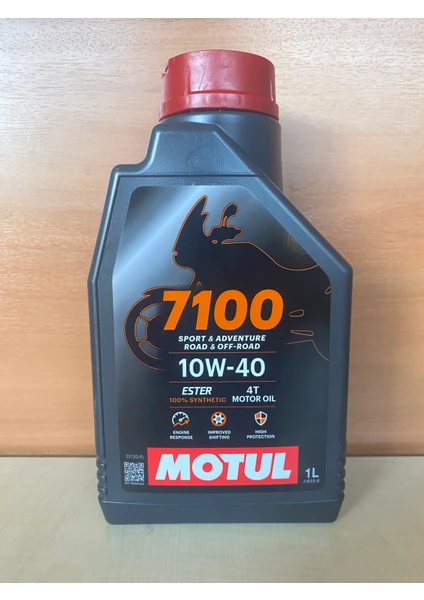 7100
SPORT & ADVENTURE
ROAD & OFF-ROAD
10W-40
ESTER
100% SYNTHETIC
4T
MOTOR OIL
ENGINE
RESPONSE
IMPROVED
SHIFTING
HIGH
PROTECTION
MOTUL
1L